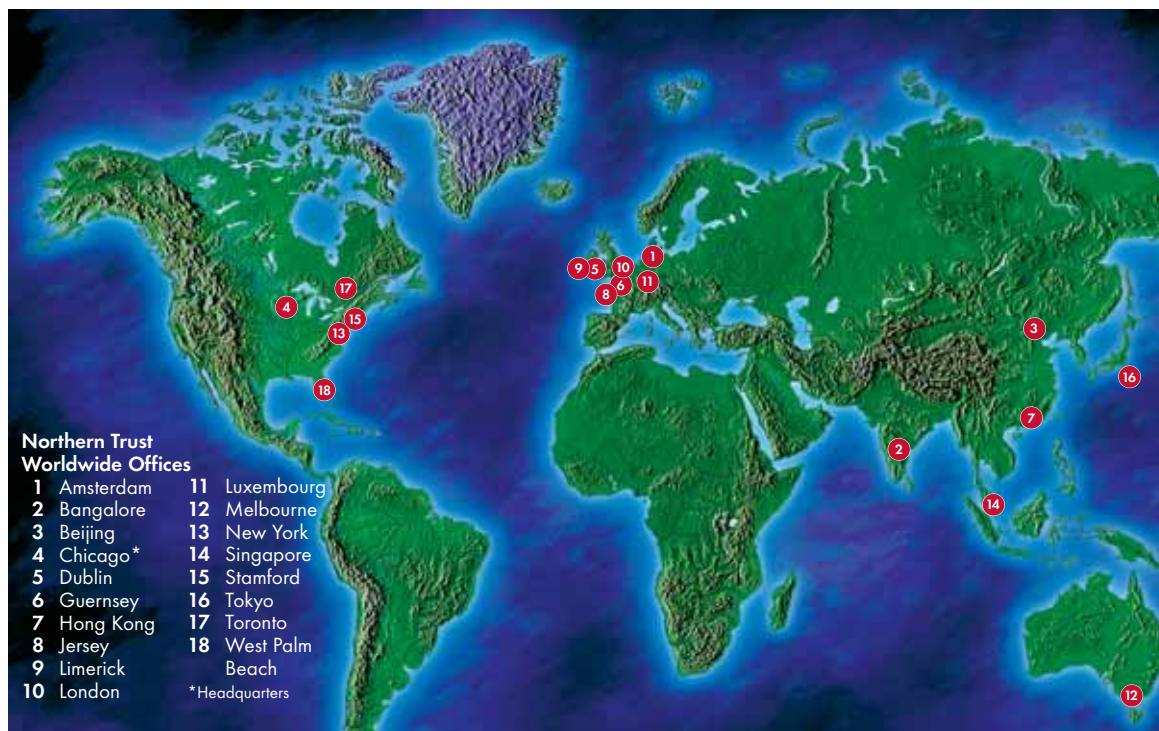 9
5
10
1
11
6
8
17
4
15
13
18
3
16
7
2
14
12
Northern Trust
Worldwide Offices
1 Amsterdam
2 Bangalore
3 Beijing
4 Chicago*
5 Dublin
6 Guernsey
7 Hong Kong
8 Jersey
9 Limerick
10 London
11 Luxembourg
12 Melbourne
13 New York
14 Singapore
15 Stamford
16 Tokyo
17 Toronto
18 West Palm
Beach
*Headquarters